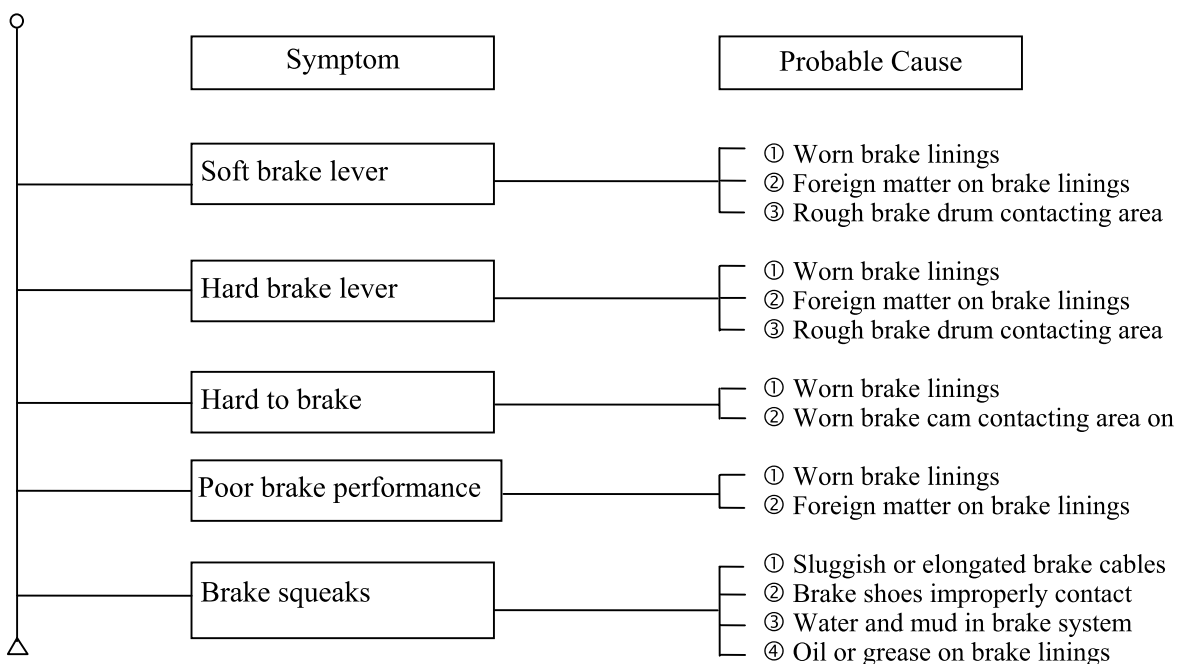 Symptom
Probable Cause
Soft brake lever
① Worn brake linings
② Foreign matter on brake linings
③ Rough brake drum contacting area
Hard brake lever
① Worn brake linings
② Foreign matter on brake linings
③ Rough brake drum contacting area
Hard to brake
① Worn brake linings
② Worn brake cam contacting area on
Poor brake performance
① Worn brake linings
② Foreign matter on brake linings
Brake squeaks
① Sluggish or elongated brake cables
② Brake shoes improperly contact
③ Water and mud in brake system
④ Oil or grease on brake linings